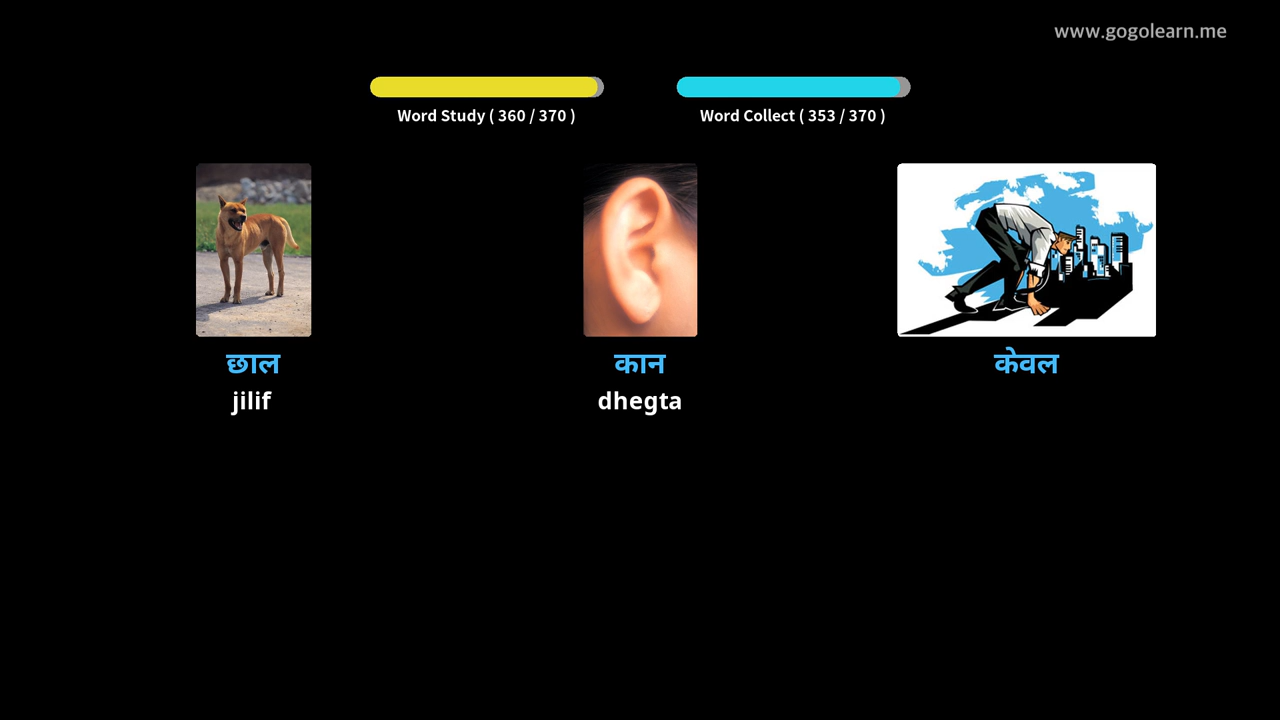 www.gogolearn.me
Word Study ( 360 / 370 )
Word Collect ( 353 / 370 )
छाल
कान
केवल
jilif
dhegta